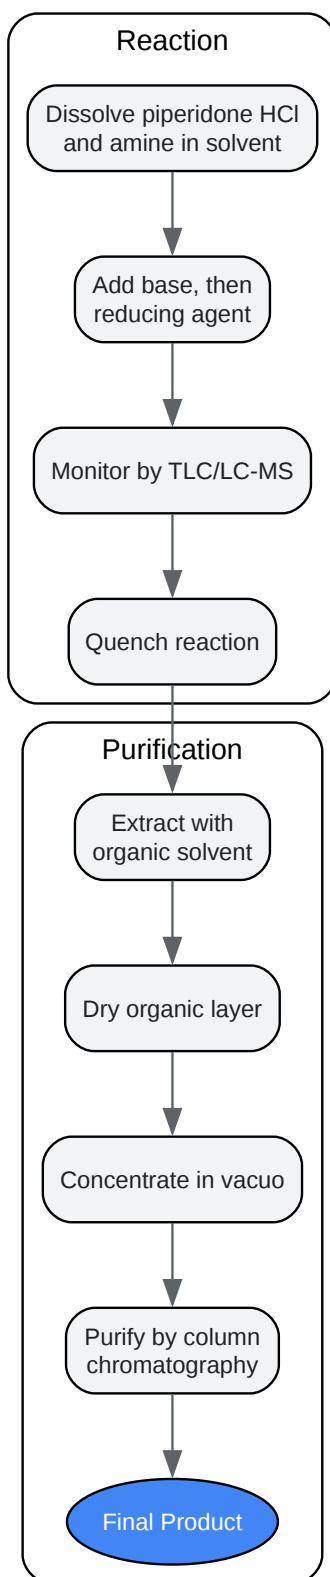 Reaction
Dissolve piperidone HCl
and amine in solvent
Add base, then
reducing agent
Monitor by TLC/LC-MS
Quench reaction
Purification
Extract with
organic solvent
Dry organic layer
Concentrate in vacuo
Purify by column
chromatography
Final Product